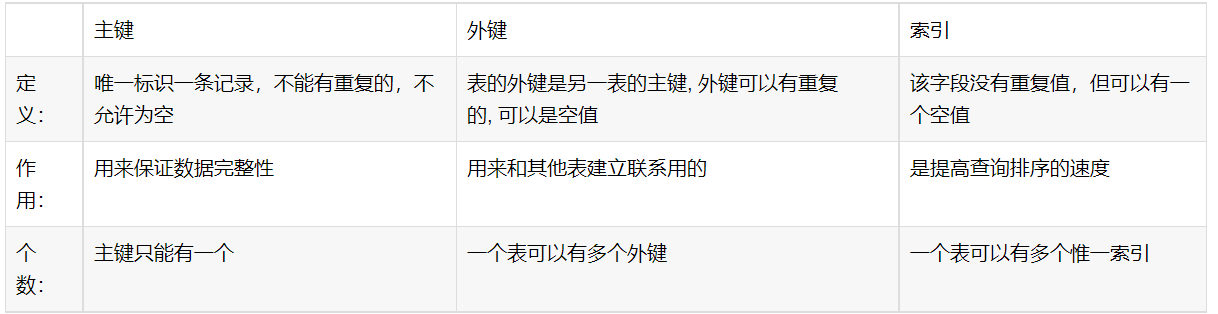 主键
外键
索引
定
义：
唯一标识一条记录，不能有重复的，不
允许为空
表的外键是另一表的主键, 外键可以有重复
的, 可以是空值
该字段没有重复值，但可以有一
个空值
作
用：
用来保证数据完整性
用来和其他表建立联系用的
是提高查询排序的速度
个
数：
主键只能有一个
一个表可以有多个外键
一个表可以有多个惟一索引